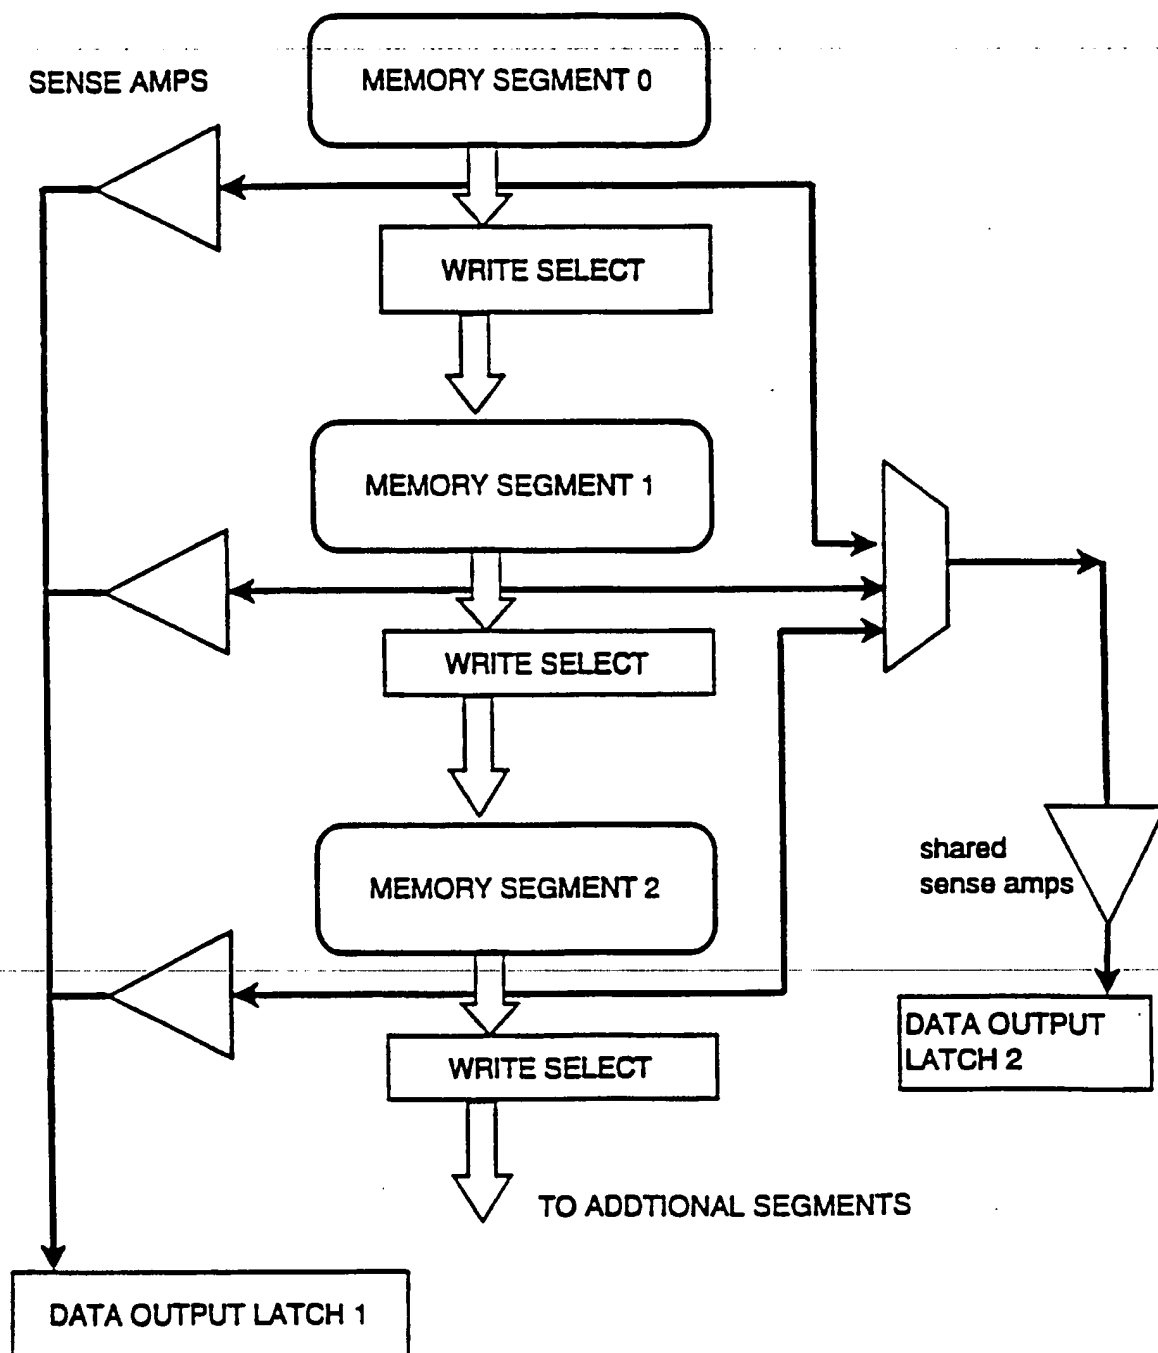 SENSE AMPS
MEMORY SEGMENT 0
WRITE SELECT
MEMORY SEGMENT 1
WRITE SELECT
MEMORY SEGMENT 2
shared
sense amps
WRITE SELECT
DATA OUTPUT
LATCH 2
TO ADDTIONAL SEGMENTS
DATA OUTPUT LATCH 1